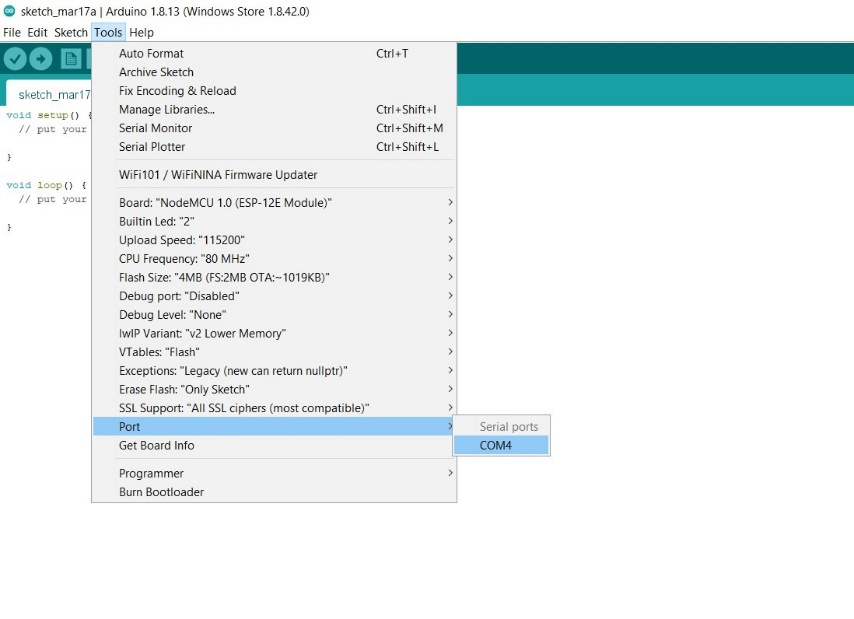 sketch_mar17a | Arduino 1.8.13 (Windows Store 1.8.42.0)
File Edit Sketch Tools Help
Auto Format Ctrl+T
Archive Sketch
Fix Encoding & Reload
Manage Libraries... Ctrl+Shift+I
Serial Monitor Ctrl+Shift+M
Serial Plotter Ctrl+Shift+L
WiFi101 / WiFiNINA Firmware Updater
Board: "NodeMCU 1.0 (ESP-12E Module)"
Builtin Led: "2"
Upload Speed: "115200"
CPU Frequency: "80 MHz"
Flash Size: "4MB (FS:2MB OTA:~1019KB)"
Debug port: "Disabled"
Debug Level: "None"
lwIP Variant: "v2 Lower Memory"
VTables: "Flash"
Exceptions: "Legacy (new can return nullptr)"
Erase Flash: "Only Sketch"
SSL Support: "All SSL ciphers (most compatible)"
Port
Get Board Info
Programmer
Burn Bootloader
Serial ports
COM4
sketch_mar17
void setup() {
// put your
}
void loop() {
// put your
}